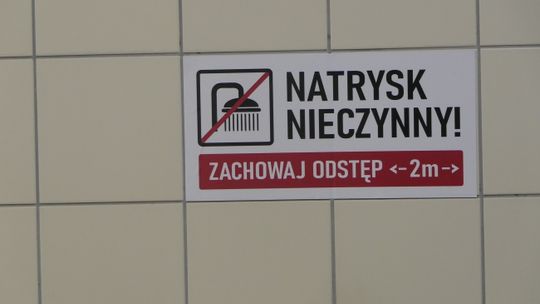 NATRYSK
NIECZYNNY!
ZACHOWAJ ODSTĘP <-2m->